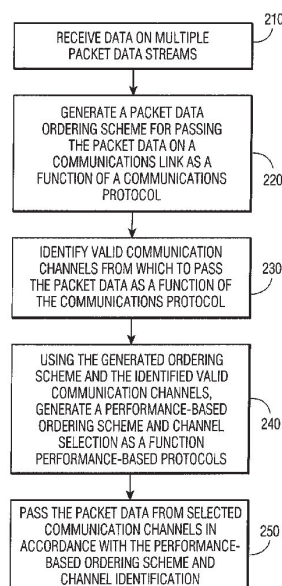 210
RECEIVE DATA ON MULTIPLE
PACKET DATA STREAMS
GENERATE A PACKET DATA
ORDERING SCHEME FOR PASSING
THE PACKET DATA ON A
COMMUNICATIONS LINK AS A
FUNCTION OF A COMMUNICATIONS
PROTOCOL
220
IDENTIFY VALID COMMUNICATION
CHANNELS FROM WHICH TO PASS
THE PACKET DATA AS A FUNCTION OF
THE COMMUNICATIONS PROTOCOL
230
USING THE GENERATED ORDERING
SCHEME AND THE IDENTIFIED VALID
COMMUNICATION CHANNELS,
GENERATE A PERFORMANCE-BASED
ORDERING SCHEME AND CHANNEL
SELECTION AS A FUNCTION
PERFORMANCE-BASED PROTOCOLS
240
PASS THE PACKET DATA FROM SELECTED
COMMUNICATION CHANNELS IN
ACCORDANCE WITH THE PERFORMANCE-
BASED ORDERING SCHEME AND
CHANNEL IDENTIFICATION
250